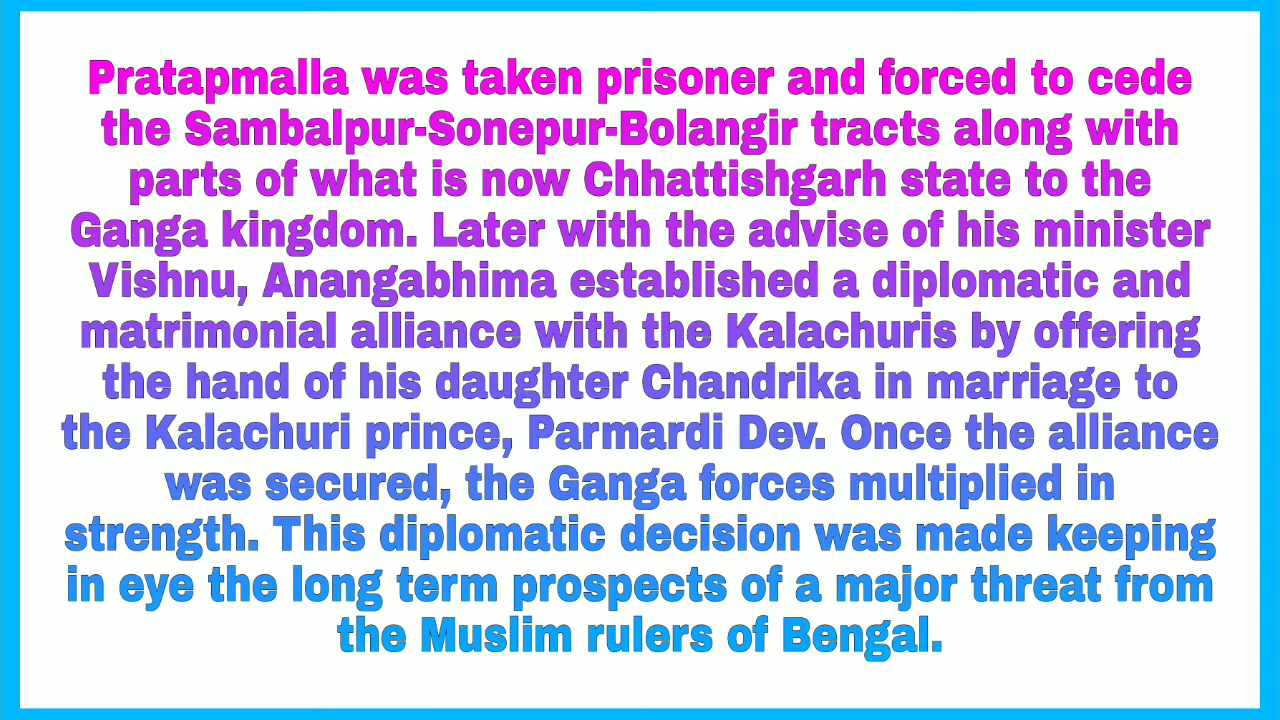 Pratapmalla was taken prisoner and forced to cede
the Sambalpur-Sonepur-Bolangir tracts along with
parts of what is now Chhattishgarh state to the
Ganga kingdom. Later with the advise of his minister
Vishnu, Anangabhima established a diplomatic and
matrimonial alliance with the Kalachuris by offering
the hand of his daughter Chandrika in marriage to
the Kalachuri prince, Parmardi Dev. Once the alliance
was secured, the Ganga forces multiplied in
strength. This diplomatic decision was made keeping
in eye the long term prospects of a major threat from
the Muslim rulers of Bengal.